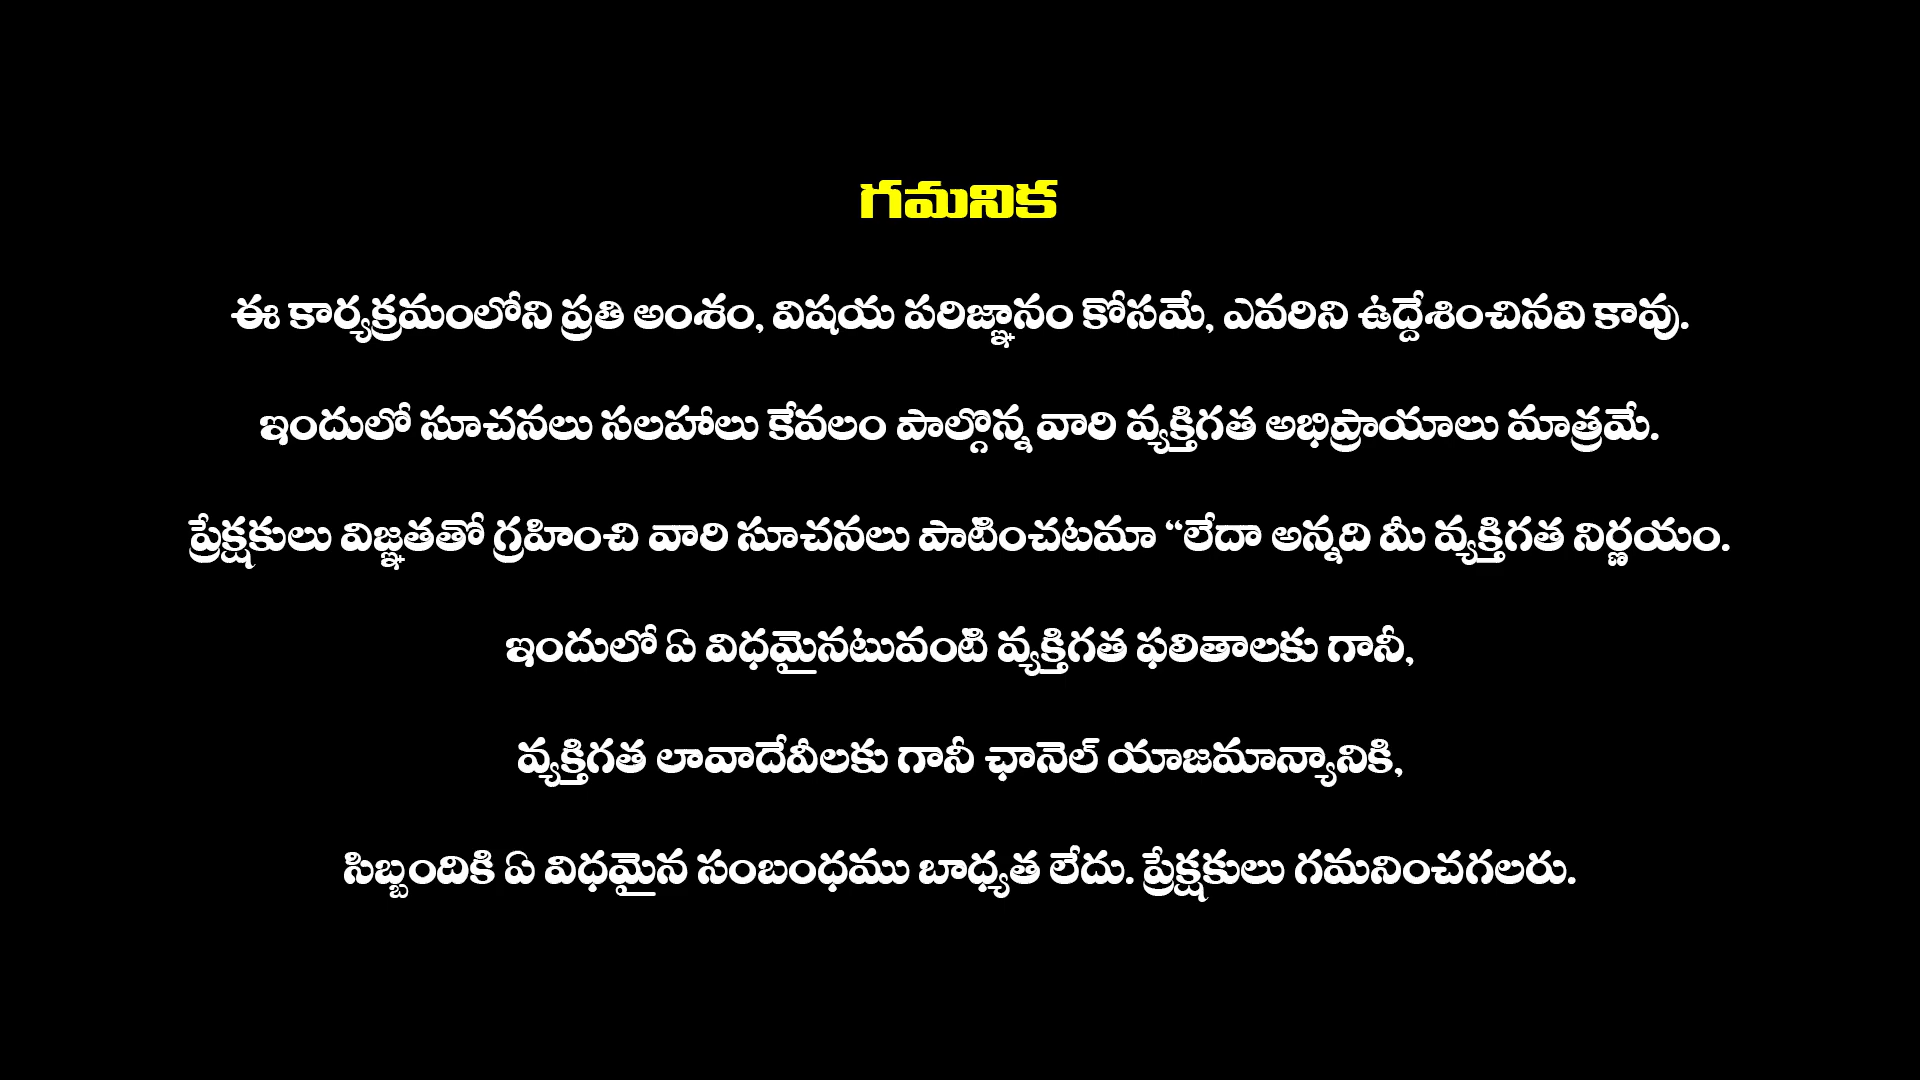 గమనిక
ఈ కార్యక్రమంలోని ప్రతి అంశం, విషయ పరిజ్ఞానం కోసమే, ఎవరిని ఉద్దేశించినవి కావు.
ఇందులో సూచనలు సలహాలు కేవలం పాల్గొన్న వారి వ్యక్తిగత అభిప్రాయాలు మాత్రమే.
ప్రేక్షకులు విజ్ఞతతో గ్రహించి వారి సూచనలు పాటించటమా “లేదా అన్నది మీ వ్యక్తిగత నిర్ణయం.
ఇందులో ఏ విధమైనటువంటి వ్యక్తిగత ఫలితాలకు గానీ,
వ్యక్తిగత లావాదేవీలకు గానీ ఛానెల్ యాజమాన్యానికి,
సిబ్బందికి ఏ విధమైన సంబంధము బాధ్యత లేదు. ప్రేక్షకులు గమనించగలరు.